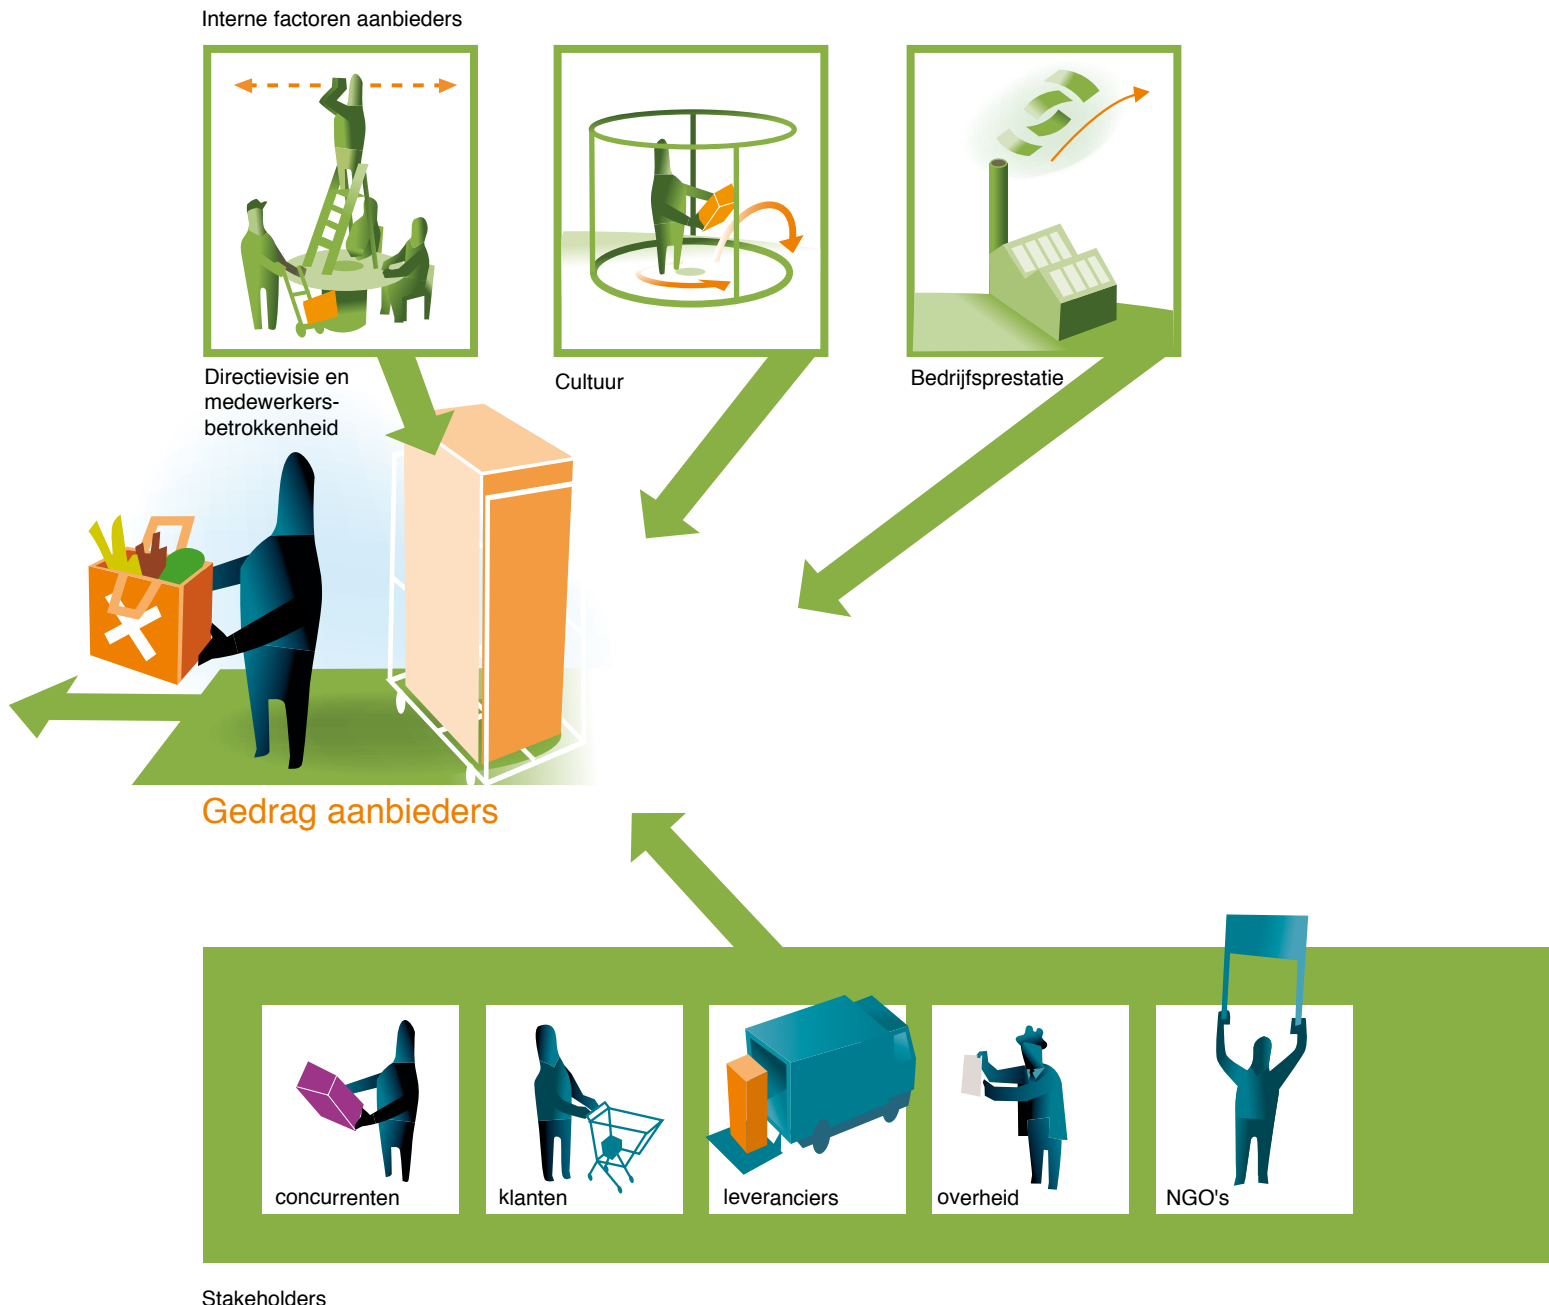 Interne factoren aanbieders
Directievisie en
medewerkers-
betrokkenheid
Cultuur
Bedrijfsprestatie
Gedrag aanbieders
concurrenten
klanten
leveranciers
overheid
NGO's
Stakeholders